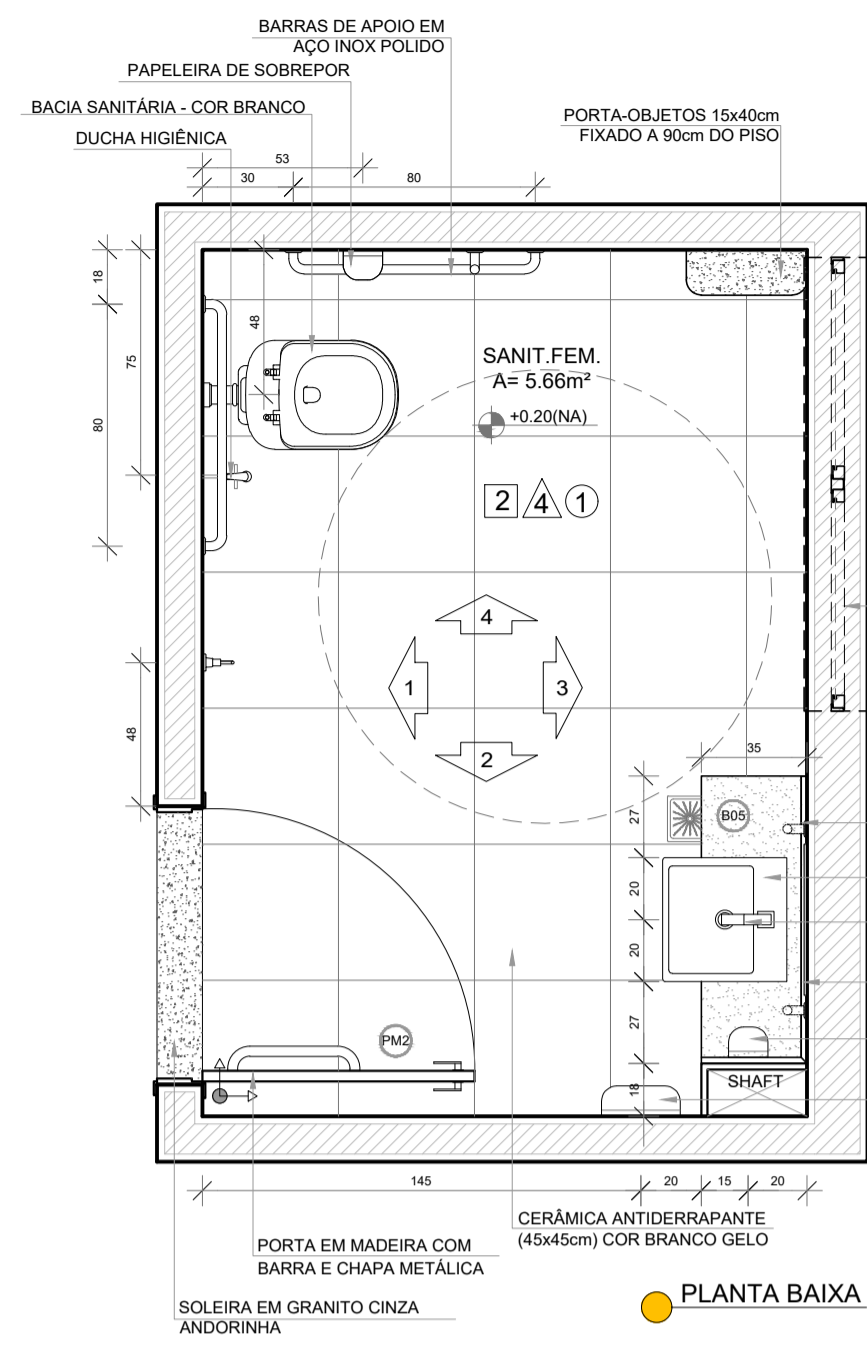 BARRAS DE APOIO EM
AÇO INOX POLIDO
PAPELEIRA DE SOBREPOR
BACIA SANITÁRIA - COR BRANCO
DUCHA HIGIÊNICA
PORTA-OBJETOS 15x40cm
FIXADO A 90cm DO PISO
53
30
80
18
75
80
48
48
SANIT.FEM.
A= 5.66m²
+0.20(NA)
2 4 1
4
1
3
2
35
27
B05
20
20
27
18
SHAFT
PM2
145
20
15
20
CERÂMICA ANTIDERRAPANTE
(45x45cm) COR BRANCO GELO
PORTA EM MADEIRA COM
BARRA E CHAPA METÁLICA
SOLEIRA EM GRANITO CINZA
ANDORINHA
PLANTA BAIXA